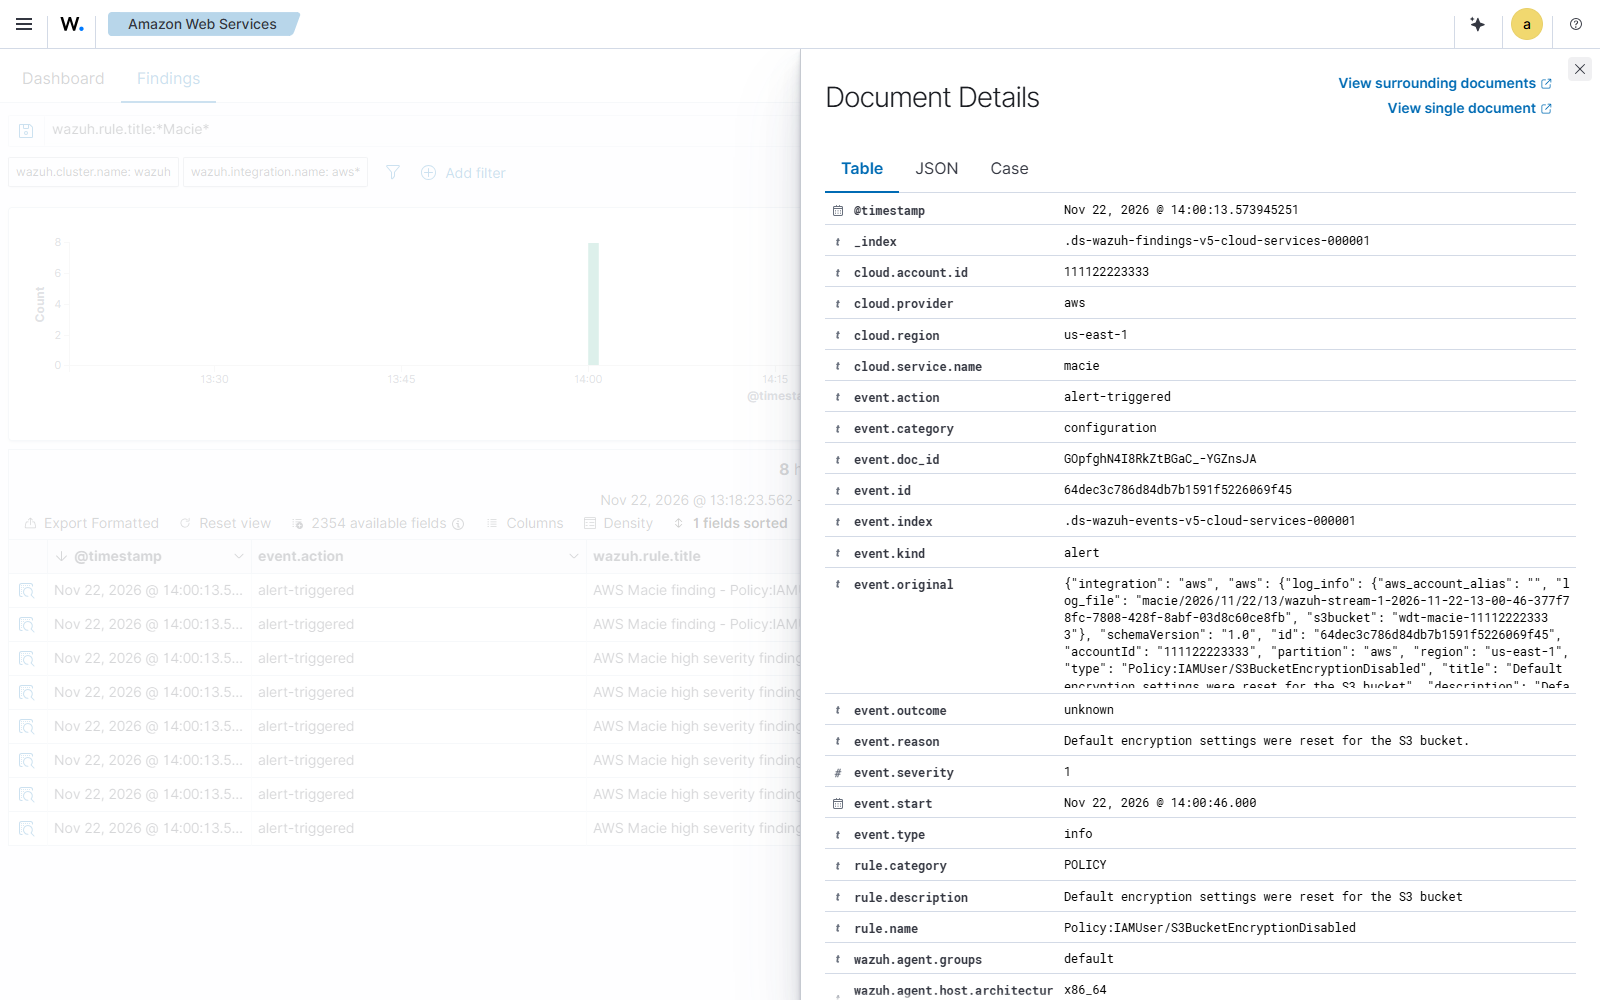 W.
Amazon Web Services
a
Dashboard
Findings
wazuh.rule.title:*Macie*
wazuh.cluster.name: wazuh
wazuh.integration.name: aws*
Add filter
Count
8
6
4
2
0
13:30
13:45
14:00
14:15
@timesta
8 h
Nov 22, 2026 @ 13:18:23.562 -
Export Formatted
Reset view
2354 available fields
Columns
Density
1 fields sorted
@timestamp
event.action
wazuh.rule.title
Nov 22, 2026 @ 14:00:13.5... alert-triggered AWS Macie finding - Policy:IAMU
Nov 22, 2026 @ 14:00:13.5... alert-triggered AWS Macie finding - Policy:IAMU
Nov 22, 2026 @ 14:00:13.5... alert-triggered AWS Macie high severity finding
Nov 22, 2026 @ 14:00:13.5... alert-triggered AWS Macie high severity finding
Nov 22, 2026 @ 14:00:13.5... alert-triggered AWS Macie high severity finding
Nov 22, 2026 @ 14:00:13.5... alert-triggered AWS Macie high severity finding
Nov 22, 2026 @ 14:00:13.5... alert-triggered AWS Macie high severity finding
Nov 22, 2026 @ 14:00:13.5... alert-triggered AWS Macie high severity finding
Document Details
View surrounding documents
View single document
Table
JSON
Case
@timestamp Nov 22, 2026 @ 14:00:13.573945251
t _index .ds-wazuh-findings-v5-cloud-services-000001
t cloud.account.id 111122223333
t cloud.provider aws
t cloud.region us-east-1
t cloud.service.name macie
t event.action alert-triggered
t event.category configuration
t event.doc_id GOpfghN4I8RkZtBGaC_-YGZnsJA
t event.id 64dec3c786d84db7b1591f5226069f45
t event.index .ds-wazuh-events-v5-cloud-services-000001
t event.kind alert
t event.original {"integration": "aws", "aws": {"log_info": {"aws_account_alias": "", "l
og_file": "macie/2026/11/22/13/wazuh-stream-1-2026-11-22-13-00-46-377f7
8fc-7808-428f-8abf-03d8c60ce8fb", "s3bucket": "wdt-macie-11112222333
3"}, "schemaVersion": "1.0", "id": "64dec3c786d84db7b1591f5226069f45",
"accountId": "111122223333", "partition": "aws", "region": "us-east-1",
"type": "Policy:IAMUser/S3BucketEncryptionDisabled", "title": "Default
encryption settings were reset for the S3 bucket", "description": "Defa
t event.outcome unknown
t event.reason Default encryption settings were reset for the S3 bucket.
# event.severity 1
event.start Nov 22, 2026 @ 14:00:46.000
t event.type info
t rule.category POLICY
t rule.description Default encryption settings were reset for the S3 bucket
t rule.name Policy:IAMUser/S3BucketEncryptionDisabled
t wazuh.agent.groups default
wazuh.agent.host.architectur x86_64